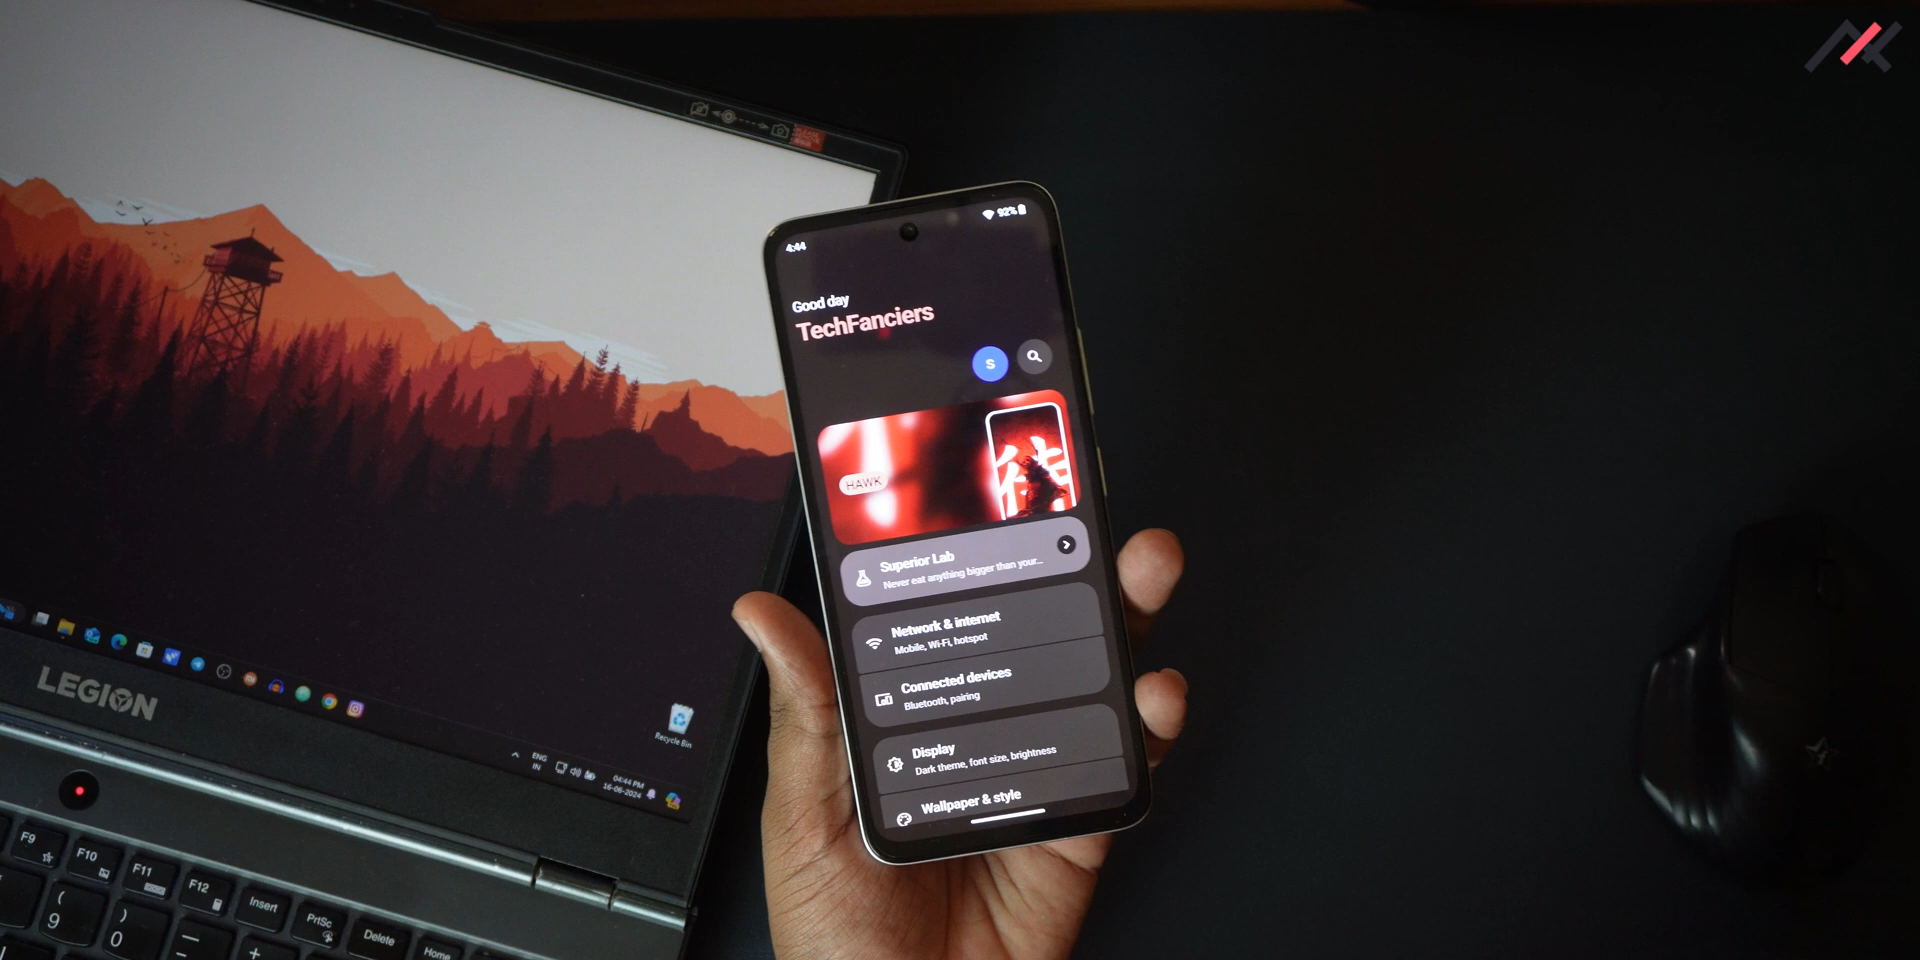 4:44
92%
Good day
TechFanciers
S
HAWK
Superior Lab
Never eat anything bigger than your...
Network & internet
Mobile, Wi-Fi, hotspot
Connected devices
Bluetooth, pairing
Display
Dark theme, font size, brightness
Wallpaper & style
LEGION
Recycle Bin
ENG
IN
04:44 PM
16-06-2024
F9
F10
F11
F12
Insert
PrtSc
Delete
Home
(
9
)
0